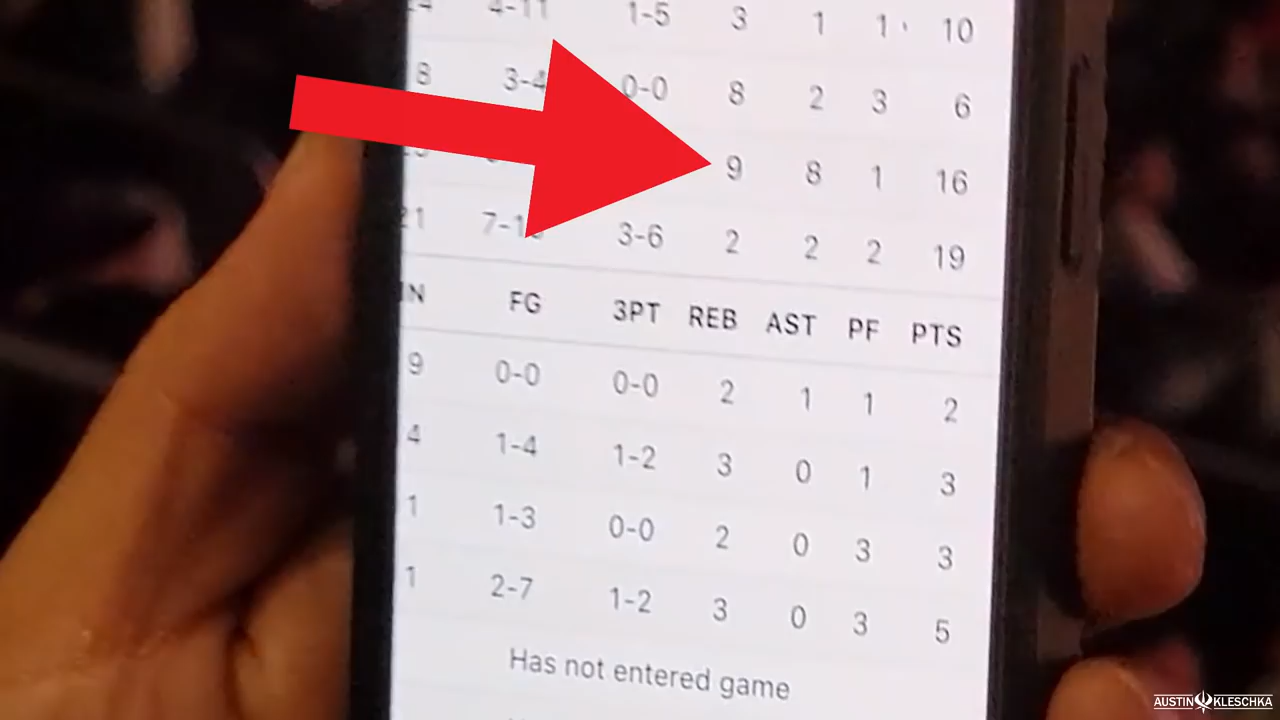 4-11 1-5 3 1 1 10
8 3-4 0-0 8 2 3 6
9 8 1 16
21 3-6 2 2 2 19
FG 3PT REB AST PF PTS
9 0-0 0-0 2 1 1 2
4 1-4 1-2 3 0 1 3
1 1-3 0-0 2 0 3 3
1 2-7 1-2 3 0 3 5
Has not entered game
AUSTIN KLESCHKA